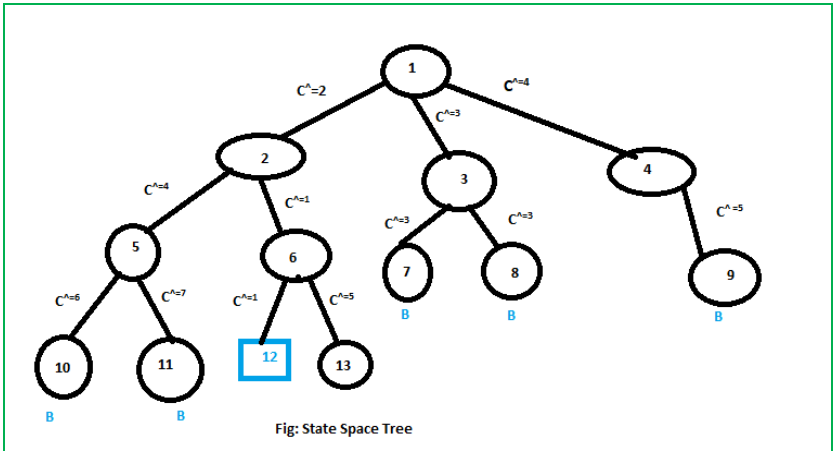 1
C^=2
C^=4
C^=3
2
3
4
C^=4
C^=1
C^=3
C^=3
C^ =5
5
6
7
8
9
C^=6
C^=7
C^=1
C^=5
B
B
B
10
11
12
13
B
B
Fig: State Space Tree